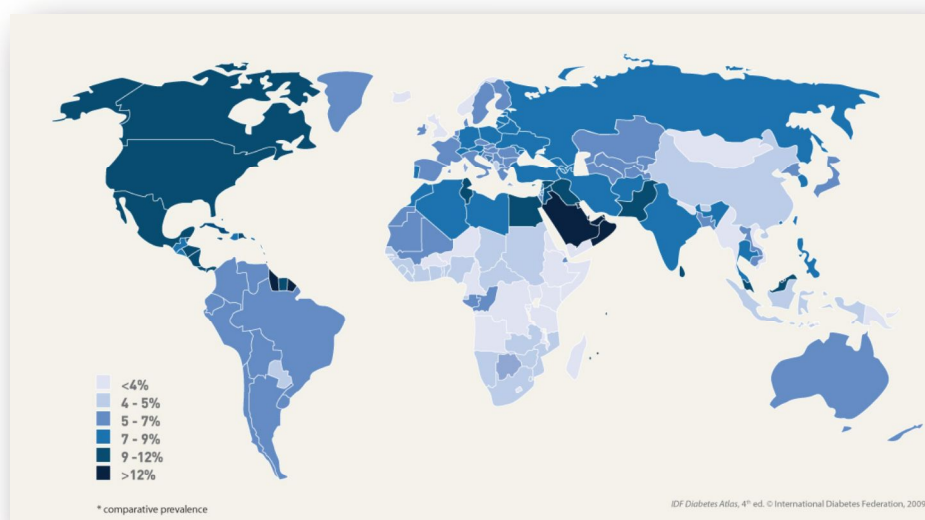 <4%
4 - 5%
5 - 7%
7 - 9%
9 -12%
>12%
* comparative prevalence
IDF Diabetes Atlas, 4th ed. © International Diabetes Federation, 2009